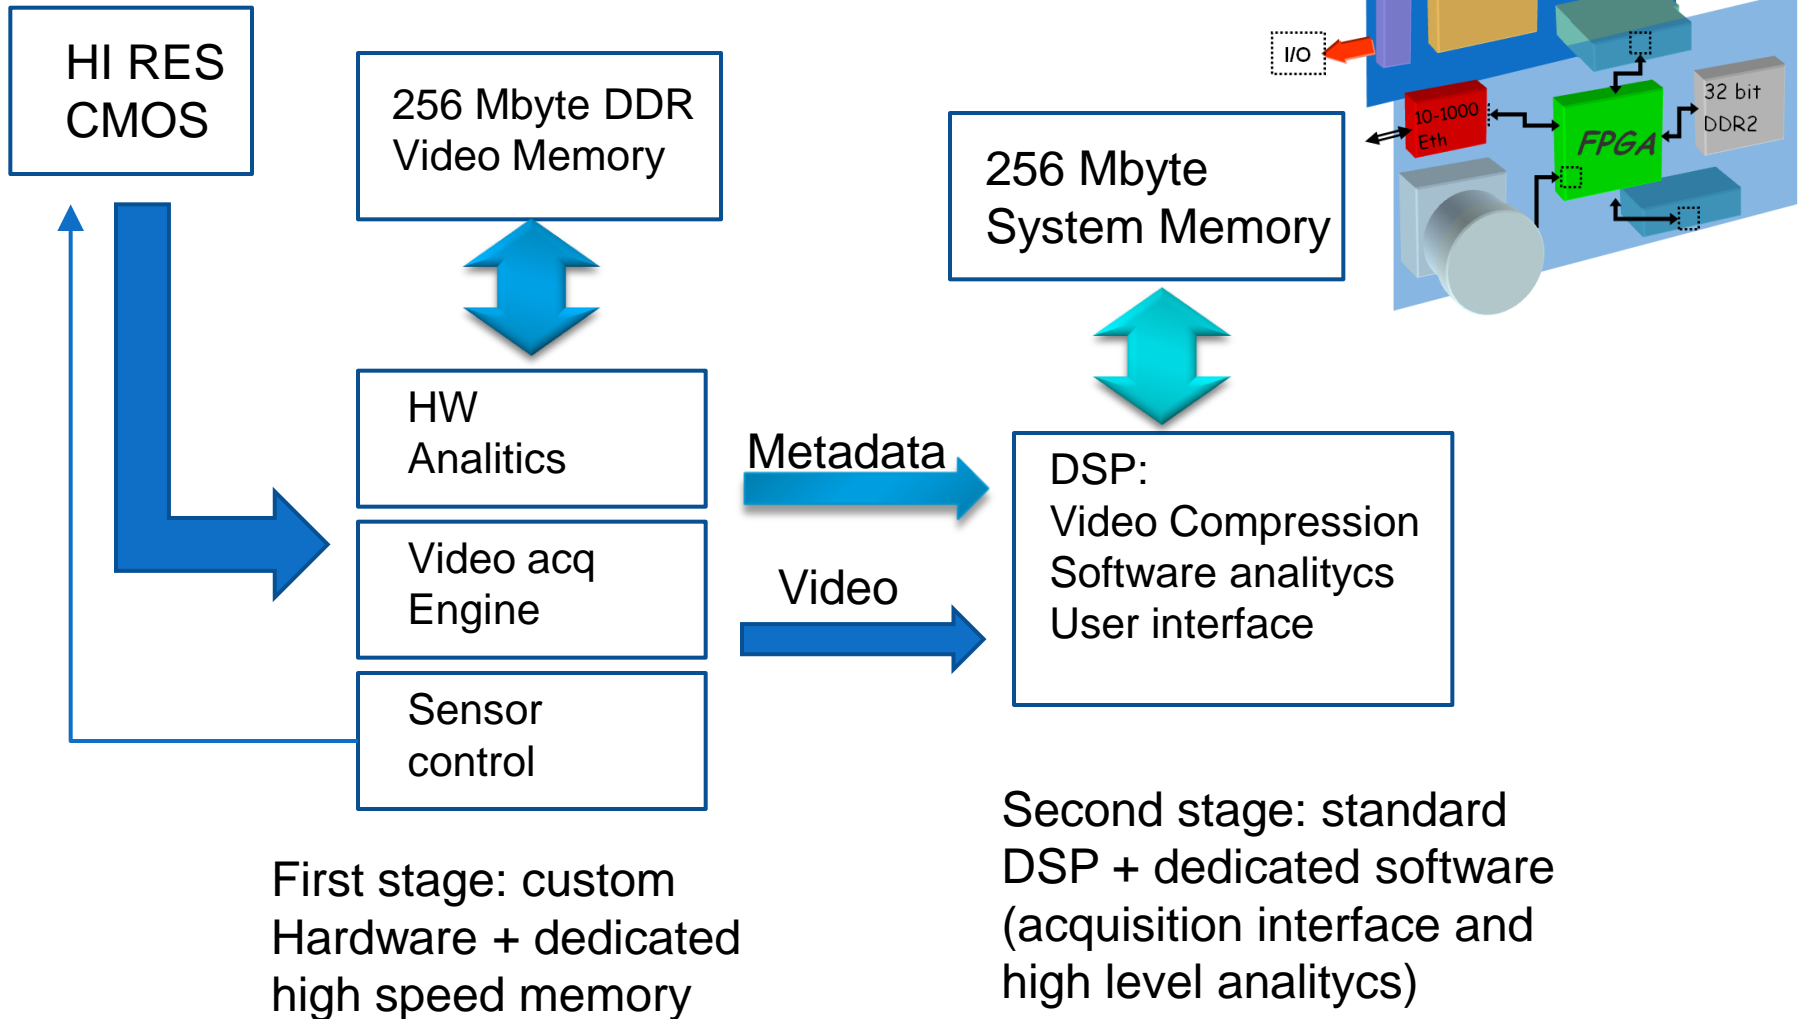 HI RES
CMOS
256 Mbyte DDR
Video Memory
256 Mbyte
System Memory
I/O
10-1000
Eth
FPGA
32 bit
DDR2
HW
Analitics
Metadata
DSP:
Video Compression
Software analitycs
User interface
Video acq
Engine
Video
Sensor
control
First stage: custom
Hardware + dedicated
high speed memory
Second stage: standard
DSP + dedicated software
(acquisition interface and
high level analitycs)